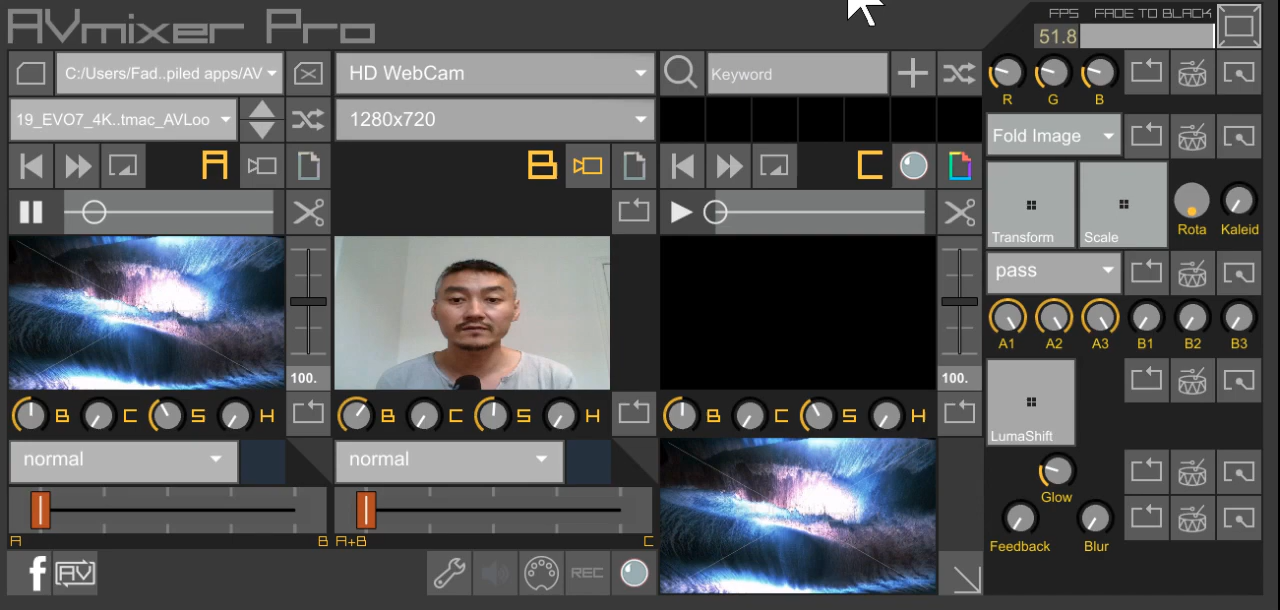 AVmixer Pro
FPS FADE TO BLACK
51.8
C:/Users/Fad..piled apps/AV
HD WebCam
Keyword
R G B
19_EVO7_4K..tmac_AVLoo
1280x720
Fold Image
A
B
C
Transform
Scale
Rota
Kaleid
pass
A1 A2 A3 B1 B2 B3
100.
100.
B C S H
B C S H
B C S H
LumaShift
normal
normal
Glow
A B
A+B C
Feedback
Blur
f
AV
REC